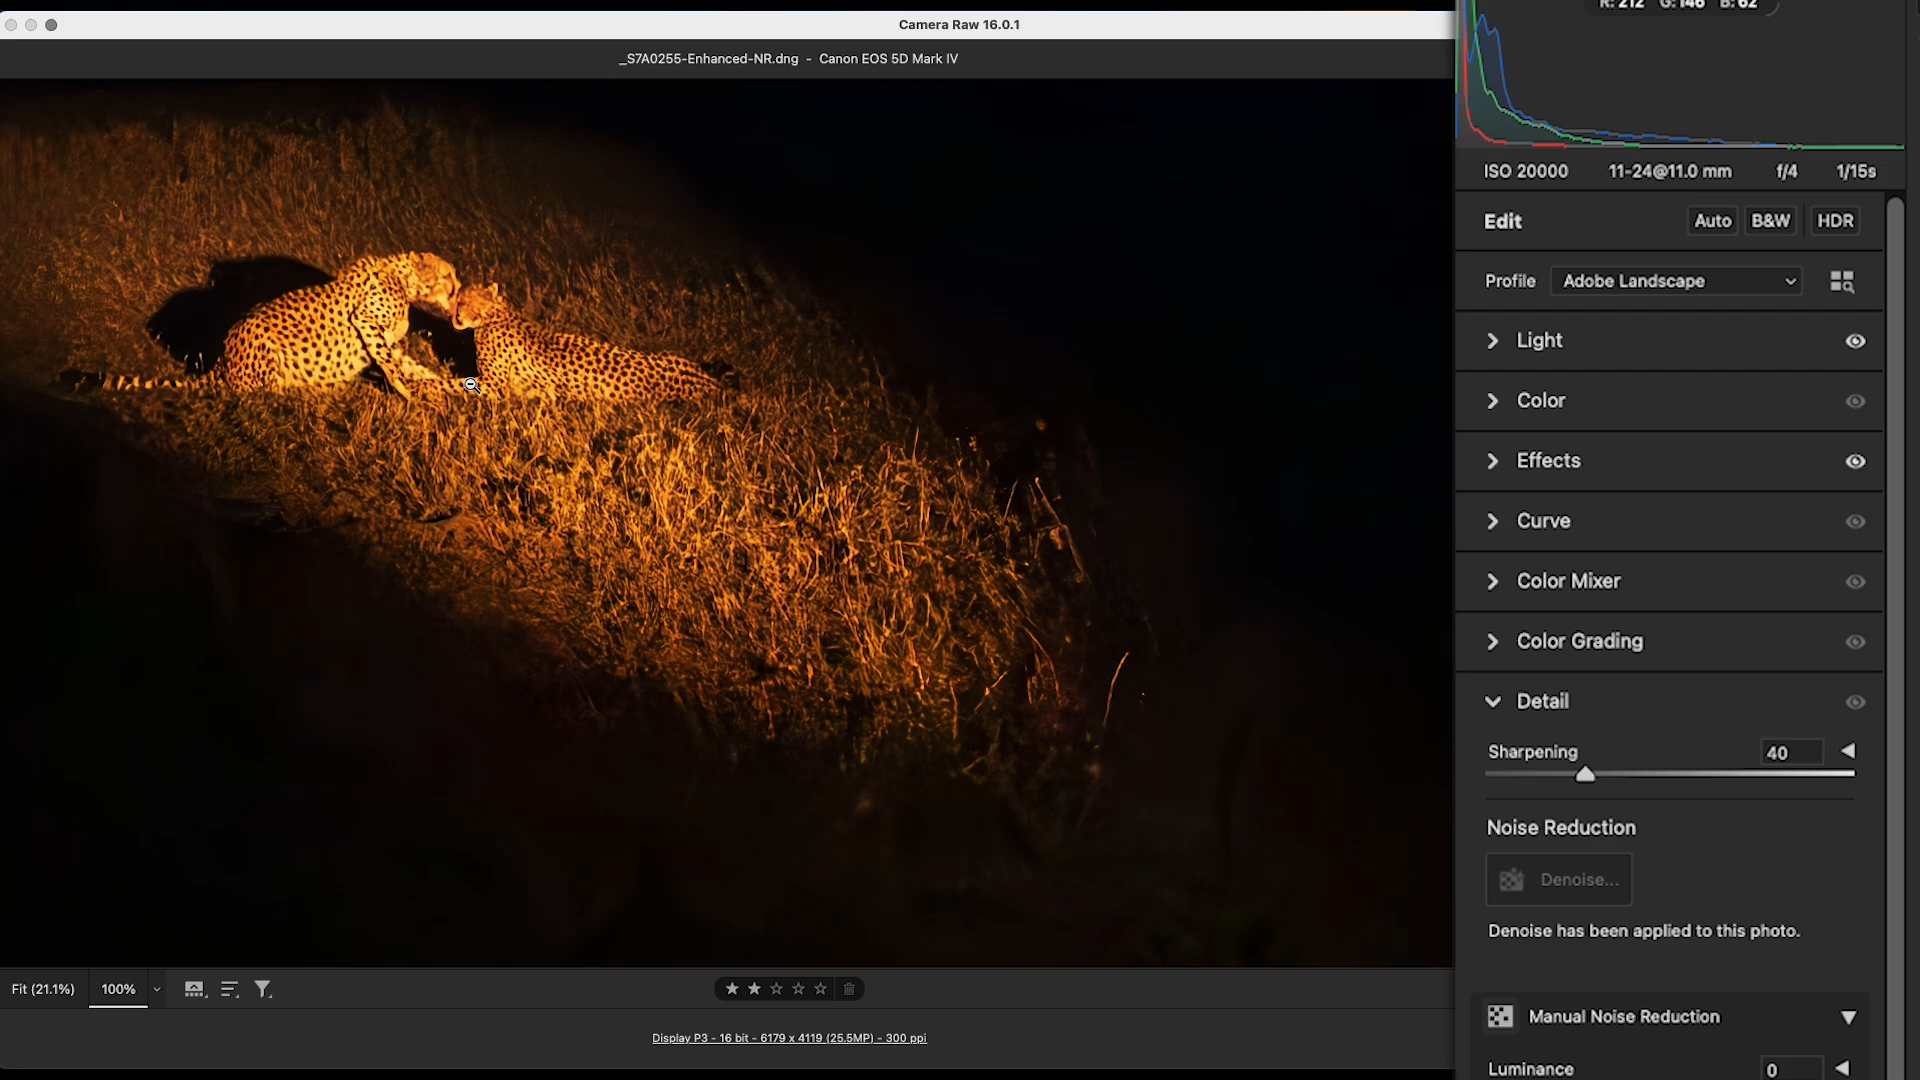 Camera Raw 16.0.1
R: 212 G: 146 B: 62
_S7A0255-Enhanced-NR.dng - Canon EOS 5D Mark IV
ISO 20000 11-24@11.0 mm f/4 1/15s
Edit Auto B&W HDR
Profile Adobe Landscape
Light
Color
Effects
Curve
Color Mixer
Color Grading
Detail
Sharpening 40
Noise Reduction
Denoise...
Denoise has been applied to this photo.
Fit (21.1%) 100%
Manual Noise Reduction
Display P3 - 16 bit - 6179 x 4119 (25.5MP) - 300 ppi
Luminance 0